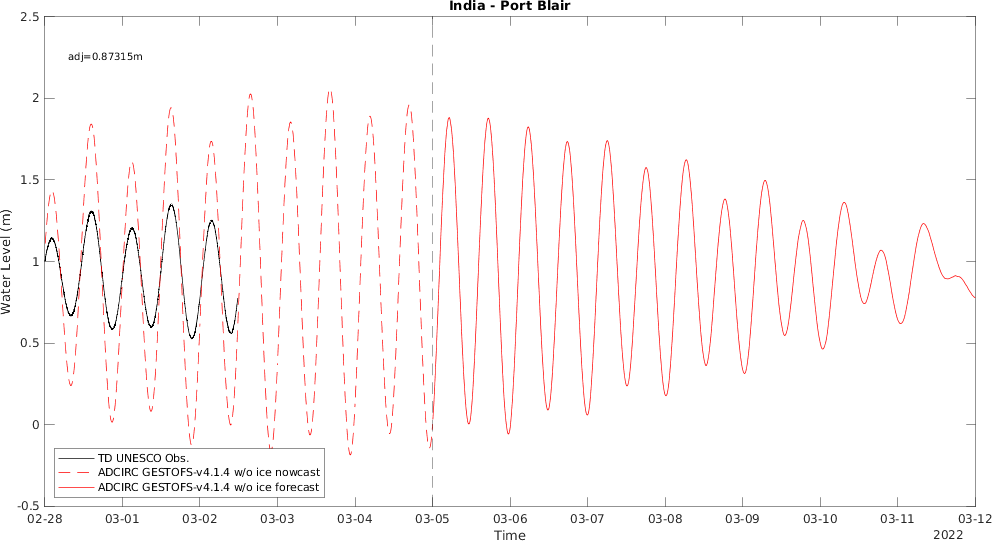 India - Port Blair
adj=0.87315m
2.5
2
1.5
1
0.5
0
-0.5
Water Level (m)
TD UNESCO Obs.
ADCIRC GESTOFS-v4.1.4 w/o ice nowcast
ADCIRC GESTOFS-v4.1.4 w/o ice forecast
02-28 03-01 03-02 03-03 03-04 03-05 03-06 03-07 03-08 03-09 03-10 03-11 03-12
Time
2022